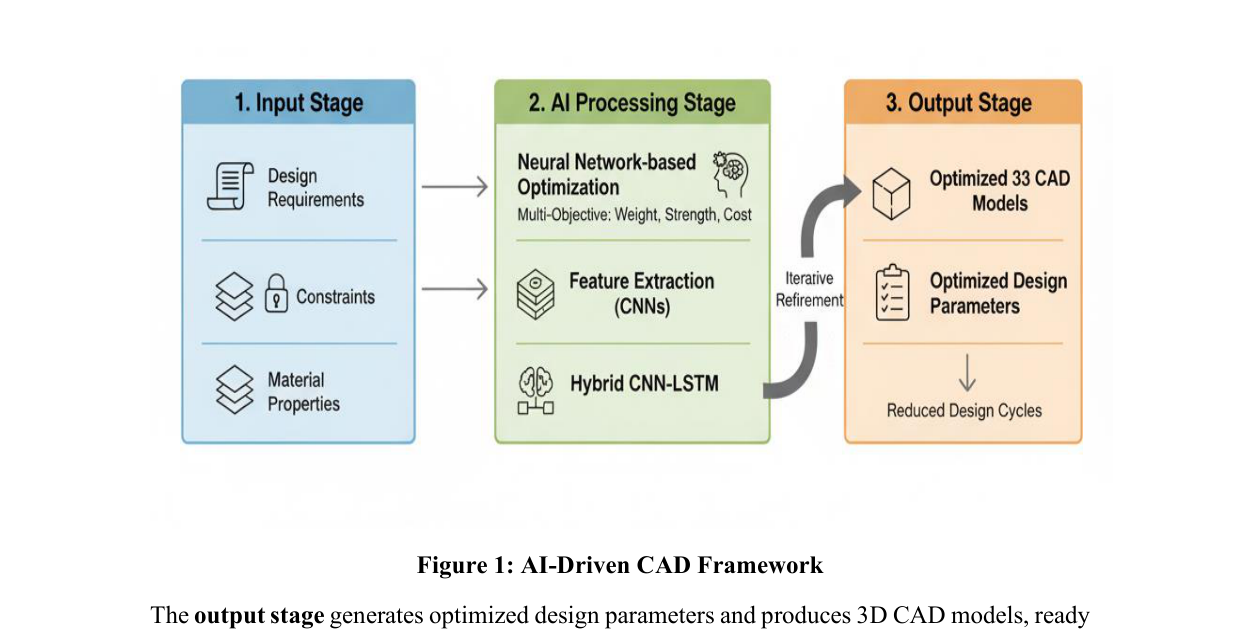 1. Input Stage
Design
Requirements
Constraints
Material
Properties
2. AI Processing Stage
Neural Network-based
Optimization
Multi-Objective: Weight, Strength, Cost
Feature Extraction
(CNNs)
Hybrid CNN-LSTM
Iterative
Refinement
3. Output Stage
Optimized 33 CAD
Models
Optimized Design
Parameters
Reduced Design Cycles
Figure 1: AI-Driven CAD Framework
The output stage generates optimized design parameters and produces 3D CAD models, ready